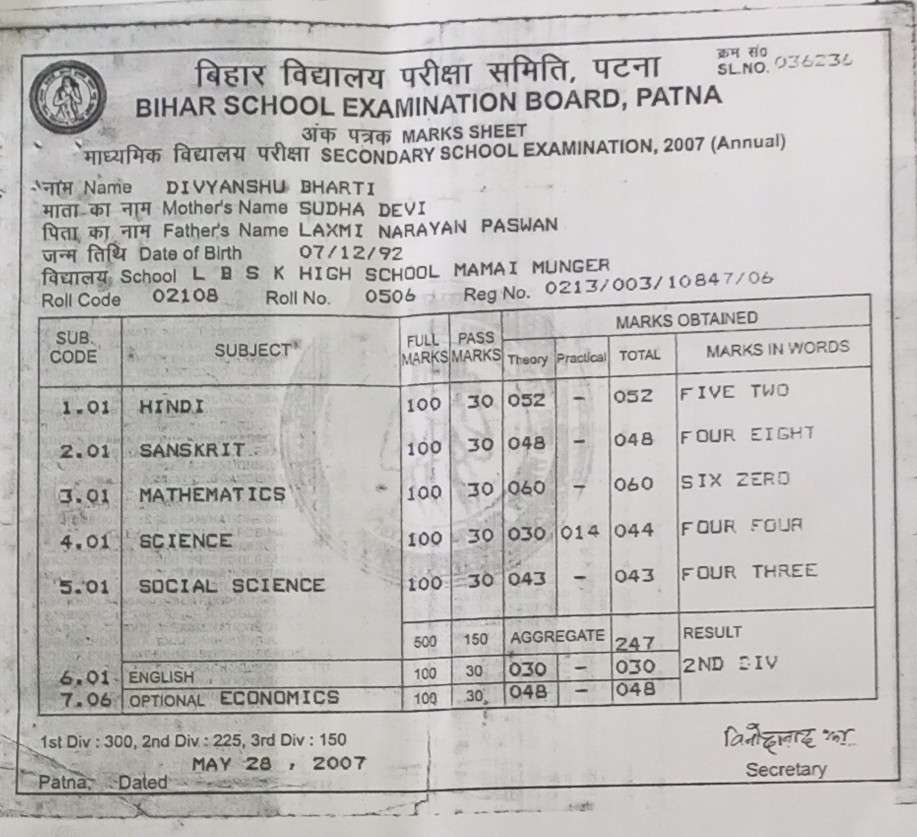 बिहार विद्यालय परीक्षा समिति, पटना
क्रम सं०
SL.NO. 036236
BIHAR SCHOOL EXAMINATION BOARD, PATNA
अंक पत्रक MARKS SHEET
माध्यमिक विद्यालय परीक्षा SECONDARY SCHOOL EXAMINATION, 2007 (Annual)
नाम Name DIVYANSHU BHARTI
माता का नाम Mother's Name SUDHA DEVI
पिता का नाम Father's Name LAXMI NARAYAN PASWAN
जन्म तिथि Date of Birth 07/12/92
विद्यालय School L B S K HIGH SCHOOL MAMAI MUNGER
Roll Code 02108 Roll No. 0506 Reg No. 0213/003/10847/06
SUB. CODE SUBJECT FULL MARKS PASS MARKS MARKS OBTAINED
Theory Practical TOTAL MARKS IN WORDS
1.01 HINDI 100 30 052 - 052 FIVE TWO
2.01 SANSKRIT 100 30 048 - 048 FOUR EIGHT
3.01 MATHEMATICS 100 30 060 - 060 SIX ZERO
4.01 SCIENCE 100 30 030 014 044 FOUR FOUR
5.01 SOCIAL SCIENCE 100 30 043 - 043 FOUR THREE
500 150 AGGREGATE 247 RESULT
6.01 ENGLISH 100 30 030 - 030 2ND DIV
7.06 OPTIONAL ECONOMICS 100 30 048 - 048
1st Div : 300, 2nd Div : 225, 3rd Div : 150
MAY 28 , 2007
Patna, Dated
Secretary